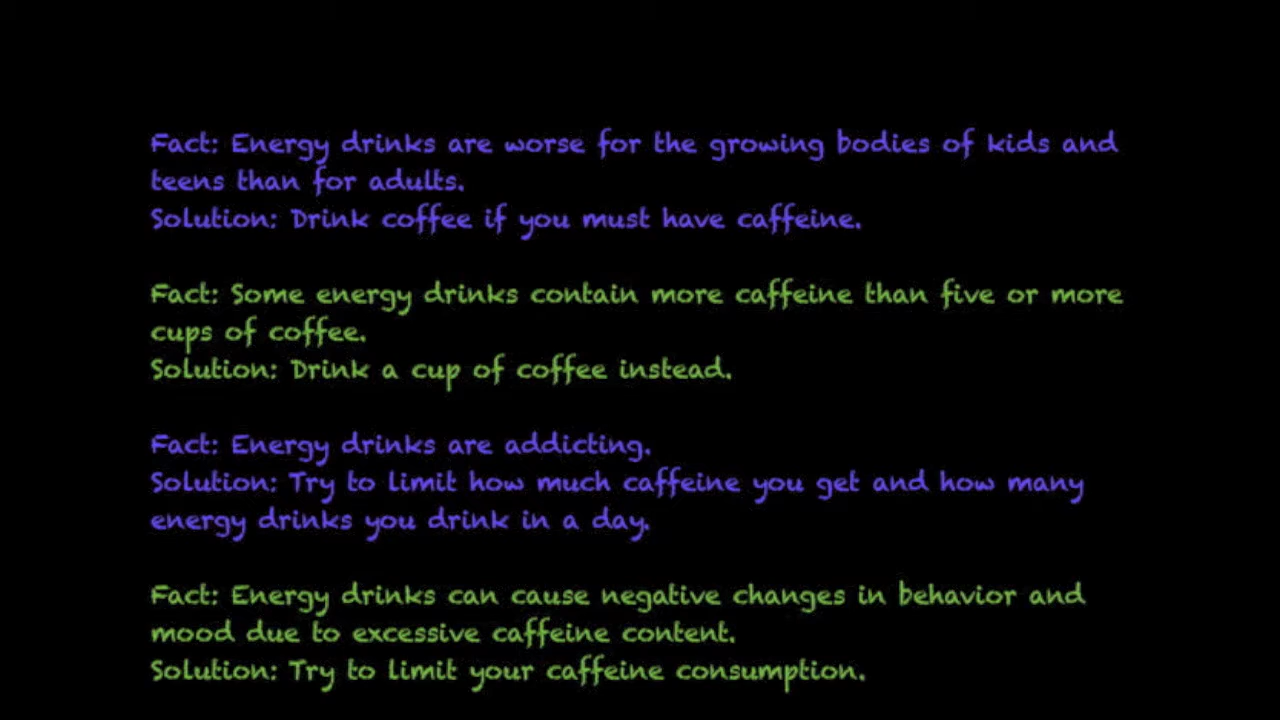 Fact: Energy drinks are worse for the growing bodies of kids and
teens than for adults.
Solution: Drink coffee if you must have caffeine.
Fact: Some energy drinks contain more caffeine than five or more
cups of coffee.
Solution: Drink a cup of coffee instead.
Fact: Energy drinks are addicting.
Solution: Try to limit how much caffeine you get and how many
energy drinks you drink in a day.
Fact: Energy drinks can cause negative changes in behavior and
mood due to excessive caffeine content.
Solution: Try to limit your caffeine consumption.